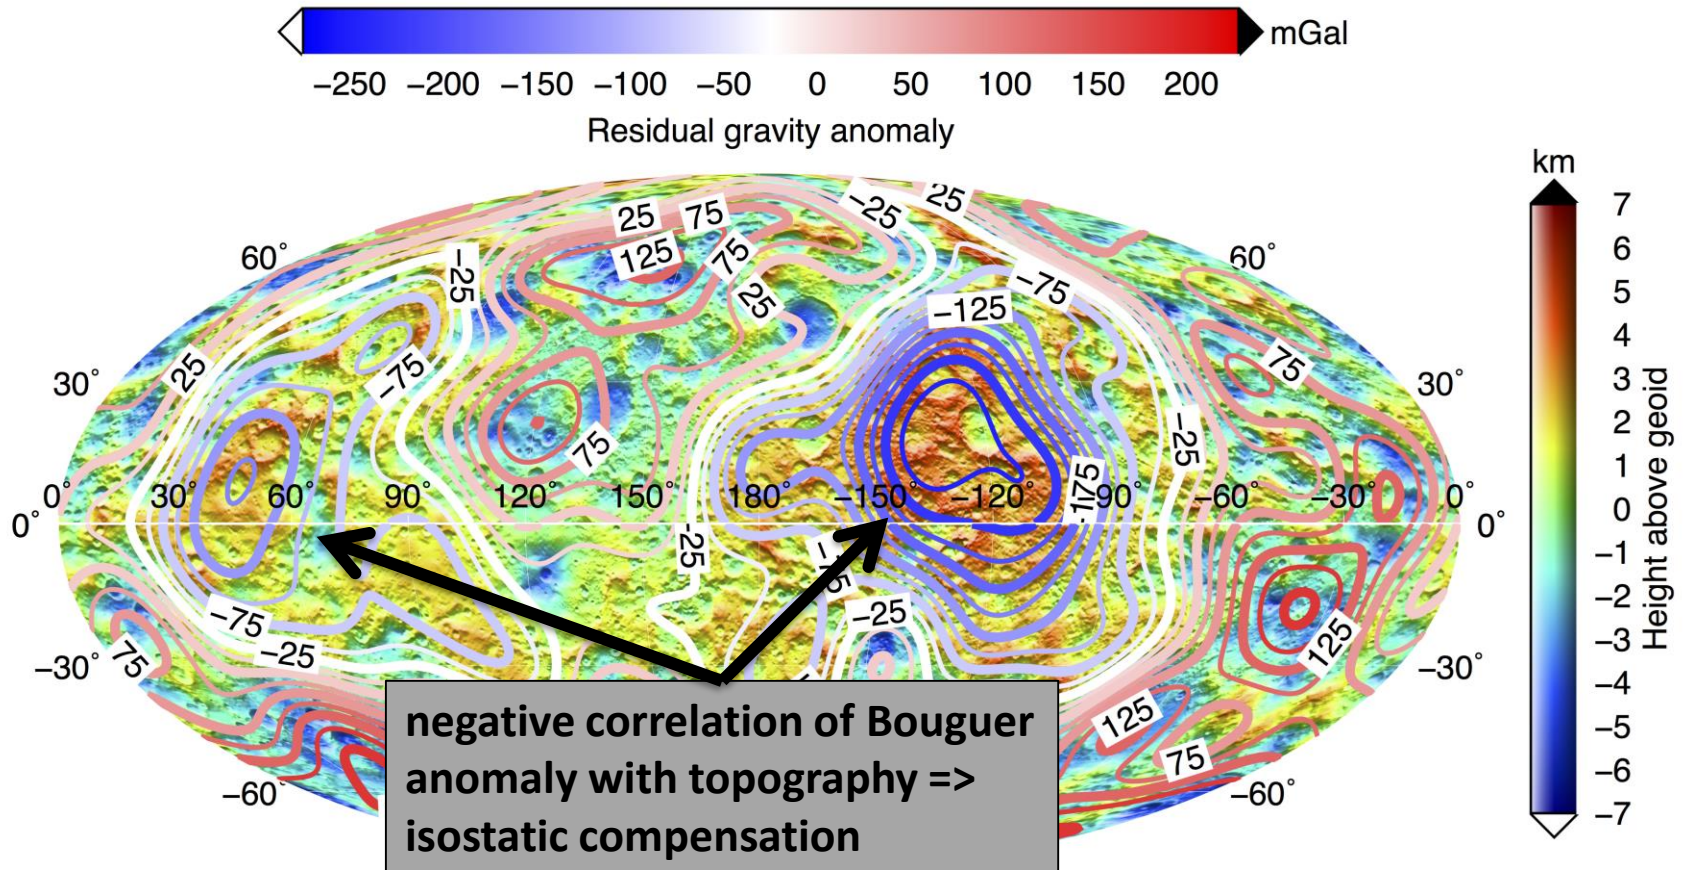 mGal
−250 −200 −150 −100 −50 0 50 100 150 200
Residual gravity anomaly
km
7
6
5
4
3
2
1
0
−1
−2
−3
−4
−5
−6
−7
Height above geoid
25 75 −25 25
60° 125 75 −25 25 −75 60°
−125
30° 25 −75 75 30°
75 −25
0° 30° 60° 90° 120° 150° 180° −150° −120° −175 −90° −60° −30° 0°
0° −25 0°
−75
−75 −25 125
−30° 75 −25 −30°
125
75
−60° −60°
negative correlation of Bouguer
anomaly with topography =>
isostatic compensation